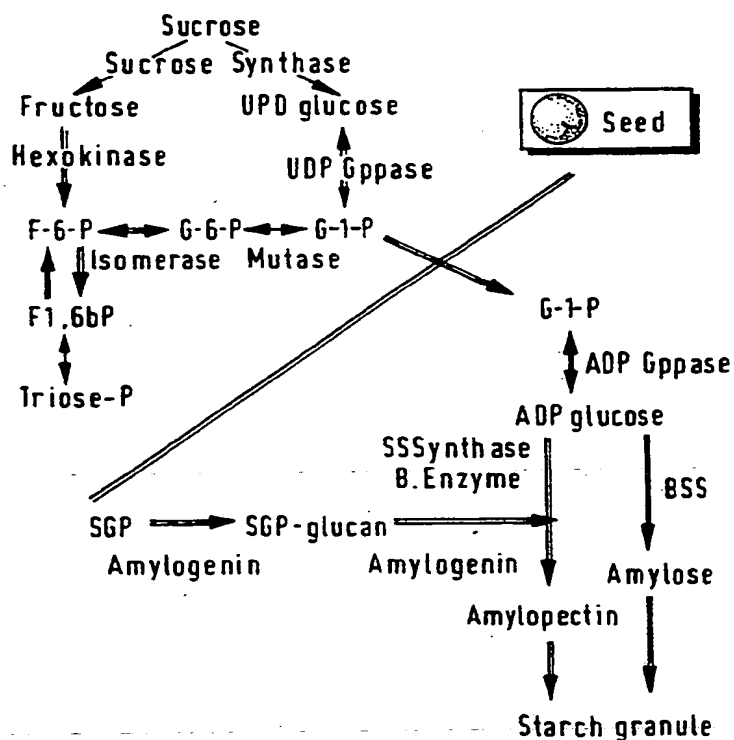 Sucrose
Sucrose Synthase
Fructose UPD glucose
Seed
Hexokinase
UDP Gppase
F-6-P G-6-P G-1-P
Isomerase Mutase
F1,6bP
G-1-P
Triose-P
ADP Gppase
ADP glucose
SSSynthase
B.Enzyme
BSS
SGP SGP-glucan
Amylogenin Amylogenin
Amylose
Amylopectin
Starch granule